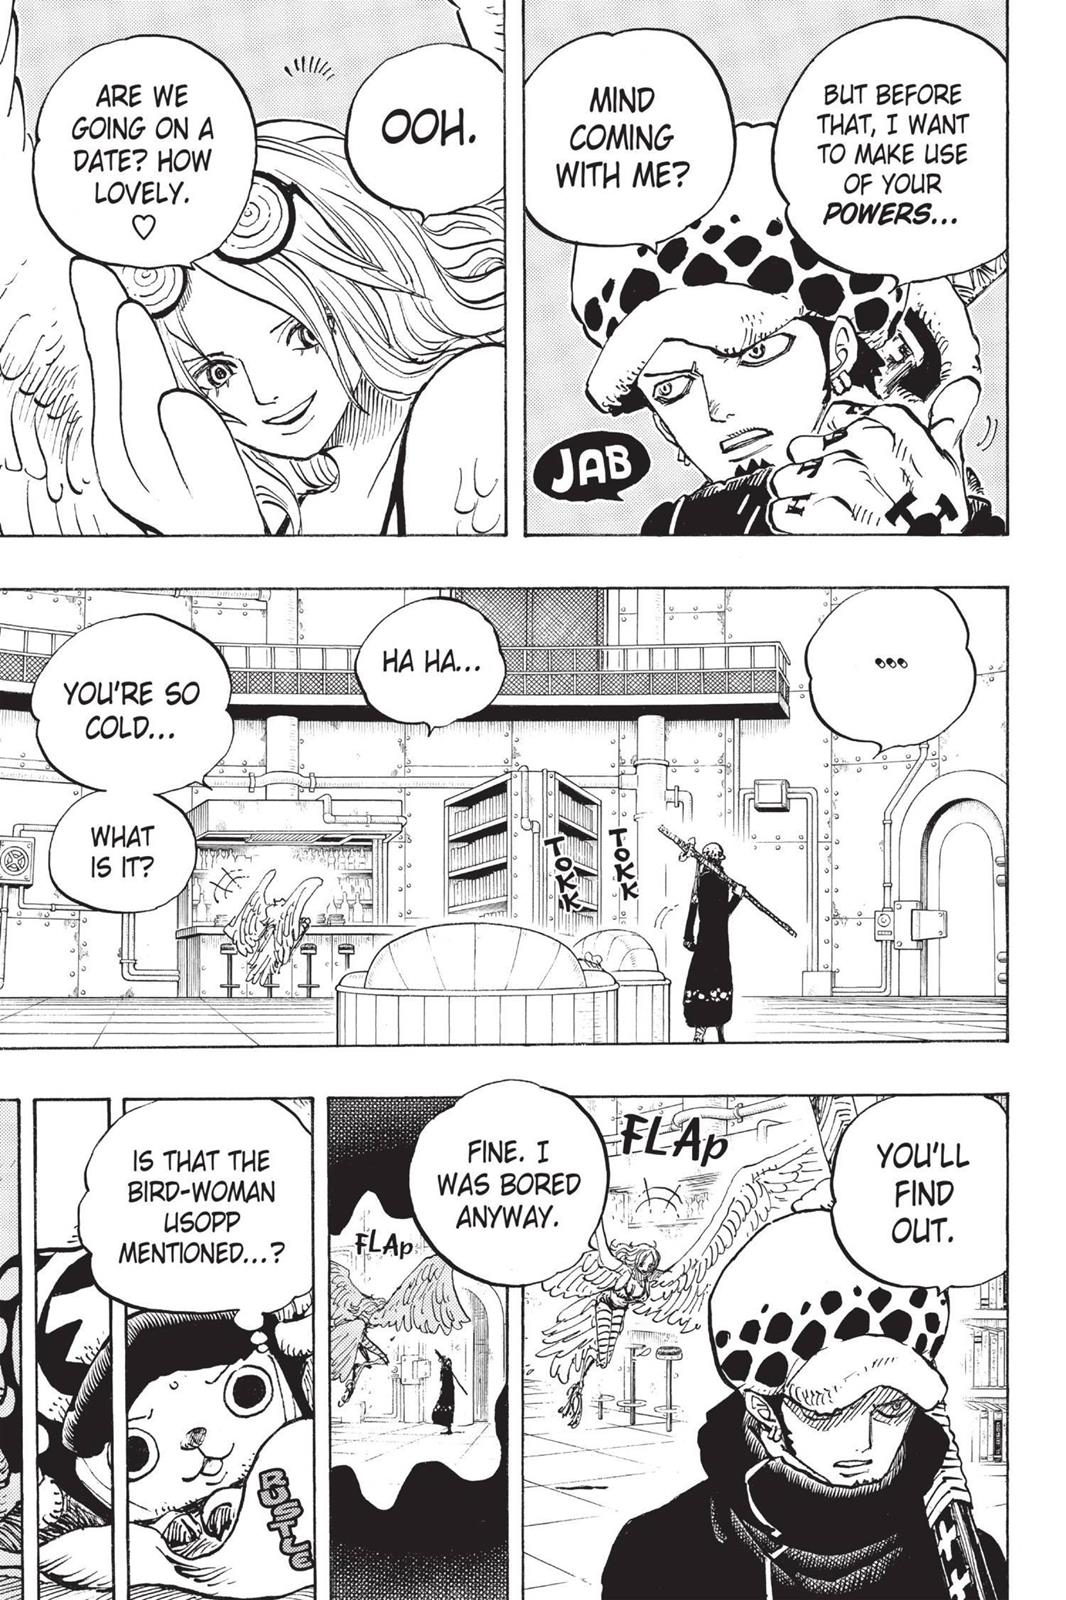 BUT BEFORE
THAT, I WANT
TO MAKE USE
OF YOUR
POWERS...
MIND
COMING
WITH ME?
JAB
OOH.
ARE WE
GOING ON A
DATE? HOW
LOVELY.
♡
...
TOKK
TOKK
HA HA...
YOU'RE SO
COLD...
WHAT
IS IT?
YOU'LL
FIND
OUT.
FLAP
FINE. I
WAS BORED
ANYWAY.
FLAP
IS THAT THE
BIRD-WOMAN
USOPP
MENTIONED...?
RUSTLE